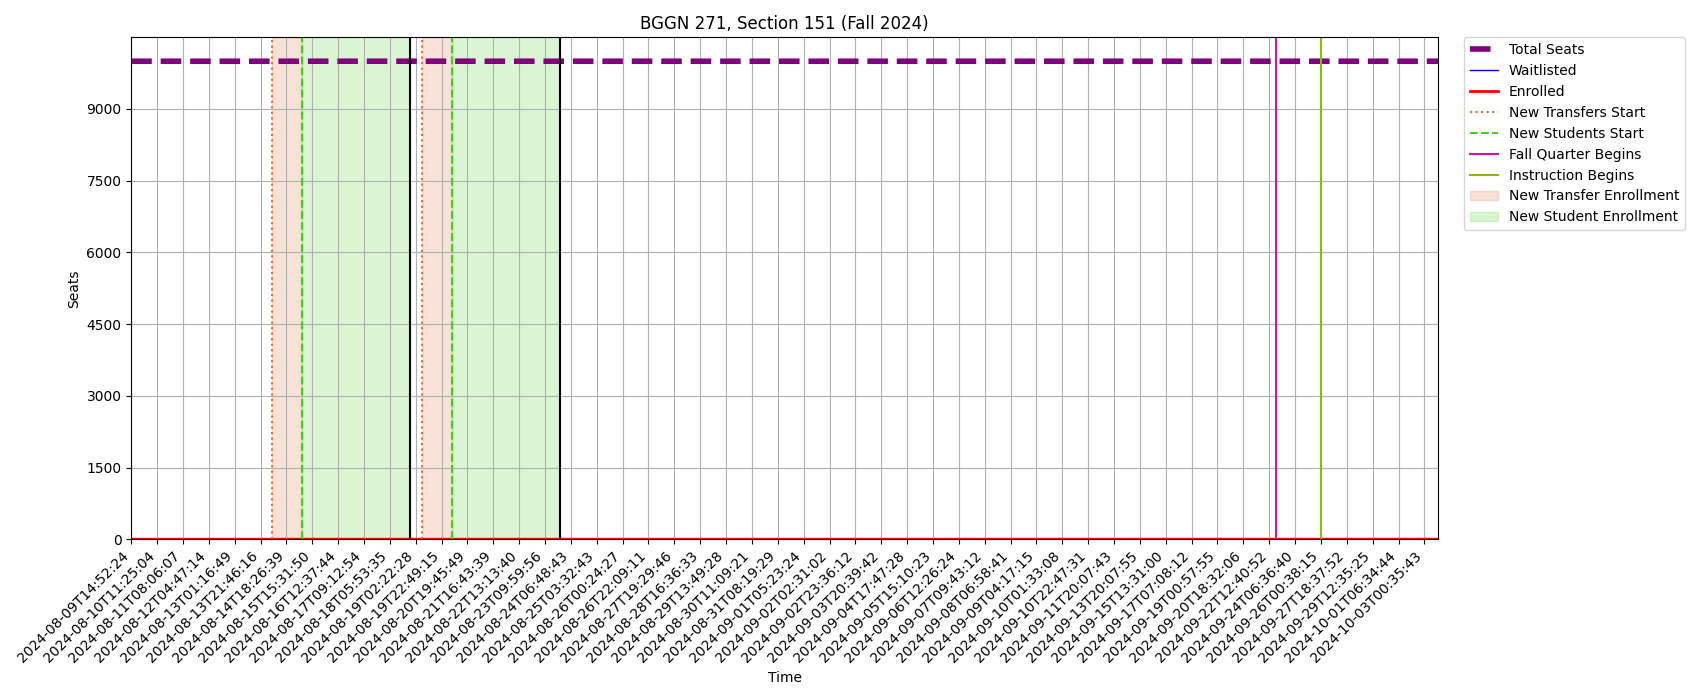 BGGN 271, Section 151 (Fall 2024)
Total Seats
Waitlisted
Enrolled
New Transfers Start
New Students Start
Fall Quarter Begins
Instruction Begins
New Transfer Enrollment
New Student Enrollment
Seats
9000
7500
6000
4500
3000
1500
0
2024-08-09T14:52:24
2024-08-10T11:25:04
2024-08-11T08:06:07
2024-08-12T04:47:14
2024-08-13T01:16:49
2024-08-13T21:46:16
2024-08-14T18:26:39
2024-08-15T15:31:50
2024-08-16T12:37:44
2024-08-17T09:12:54
2024-08-18T05:53:35
2024-08-19T02:22:28
2024-08-19T22:49:15
2024-08-20T19:45:49
2024-08-21T16:43:39
2024-08-22T13:13:40
2024-08-23T09:59:56
2024-08-24T06:48:43
2024-08-25T03:32:43
2024-08-26T00:24:27
2024-08-26T22:09:11
2024-08-27T19:29:46
2024-08-28T16:36:33
2024-08-29T13:49:28
2024-08-30T11:09:21
2024-08-31T08:19:29
2024-09-01T05:23:24
2024-09-02T02:31:02
2024-09-02T23:36:12
2024-09-03T20:39:42
2024-09-04T17:47:28
2024-09-05T15:10:23
2024-09-06T12:26:24
2024-09-07T09:43:12
2024-09-08T06:58:41
2024-09-09T04:17:15
2024-09-10T01:33:08
2024-09-10T22:47:31
2024-09-11T20:07:43
2024-09-13T20:07:55
2024-09-15T13:31:00
2024-09-17T07:08:12
2024-09-19T00:57:55
2024-09-20T18:32:06
2024-09-22T12:40:52
2024-09-24T06:36:40
2024-09-26T00:38:15
2024-09-27T18:37:52
2024-09-29T12:35:25
2024-10-01T06:34:44
2024-10-03T00:35:43
Time